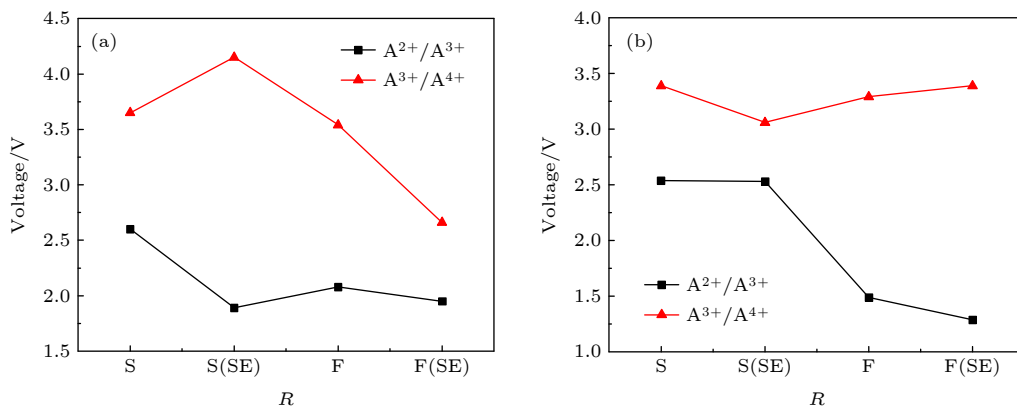 (a)
A²⁺/A³⁺
A³⁺/A⁴⁺
Voltage/V
4.5
4.0
3.5
3.0
2.5
2.0
1.5
S S(SE) F F(SE)
R
(b)
Voltage/V
4.0
3.5
3.0
2.5
2.0
1.5
1.0
A²⁺/A³⁺
A³⁺/A⁴⁺
S S(SE) F F(SE)
R